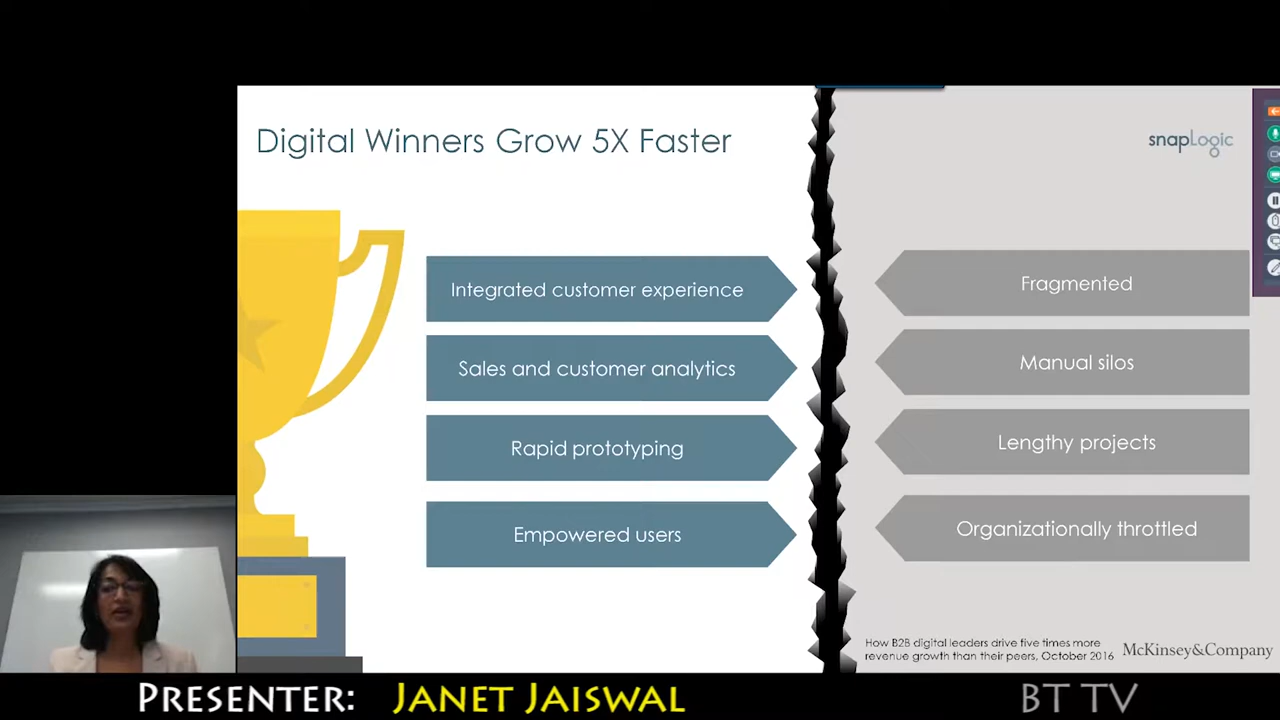 Digital Winners Grow 5X Faster
snapLogic
Integrated customer experience
Fragmented
Sales and customer analytics
Manual silos
Rapid prototyping
Lengthy projects
Empowered users
Organizationally throttled
How B2B digital leaders drive five times more
revenue growth than their peers, October 2016
McKinsey&Company
PRESENTER: JANET JAISWAL
BT TV